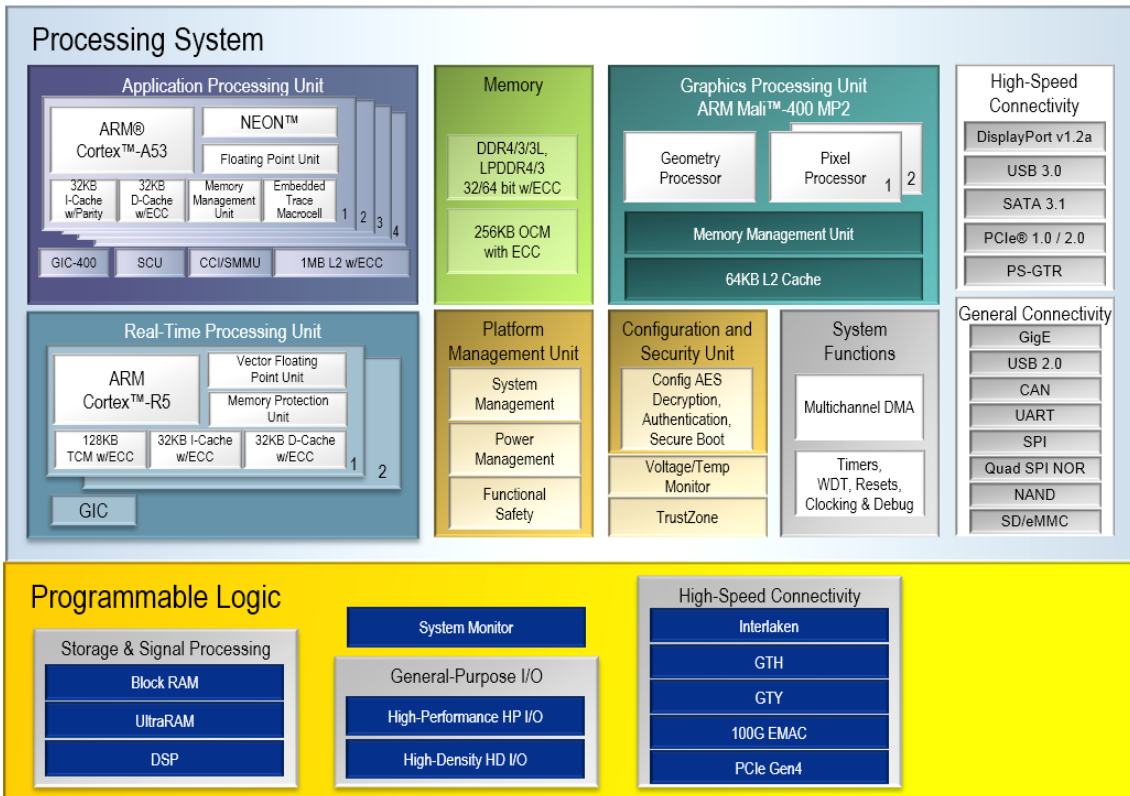 Processing System
Application Processing Unit
ARM®
Cortex™-A53
NEON™
Floating Point Unit
32KB
I-Cache
w/Parity
32KB
D-Cache
w/ECC
Memory
Management
Unit
Embedded
Trace
Macrocell
1
2
3
4
GIC-400
SCU
CCI/SMMU
1MB L2 w/ECC
Memory
DDR4/3/3L,
LPDDR4/3
32/64 bit w/ECC
256KB OCM
with ECC
Graphics Processing Unit
ARM Mali™-400 MP2
Geometry
Processor
Pixel
Processor
1
2
Memory Management Unit
64KB L2 Cache
High-Speed
Connectivity
DisplayPort v1.2a
USB 3.0
SATA 3.1
PCIe® 1.0 / 2.0
PS-GTR
Real-Time Processing Unit
ARM
Cortex™-R5
Vector Floating
Point Unit
Memory Protection
Unit
128KB
TCM w/ECC
32KB I-Cache
w/ECC
32KB D-Cache
w/ECC
1
2
GIC
Platform
Management Unit
System
Management
Power
Management
Functional
Safety
Configuration and
Security Unit
Config AES
Decryption,
Authentication,
Secure Boot
Voltage/Temp
Monitor
TrustZone
System
Functions
Multichannel DMA
Timers,
WDT, Resets,
Clocking & Debug
General Connectivity
GigE
USB 2.0
CAN
UART
SPI
Quad SPI NOR
NAND
SD/eMMC
Programmable Logic
Storage & Signal Processing
Block RAM
UltraRAM
DSP
System Monitor
General-Purpose I/O
High-Performance HP I/O
High-Density HD I/O
High-Speed Connectivity
Interlaken
GTH
GTY
100G EMAC
PCIe Gen4